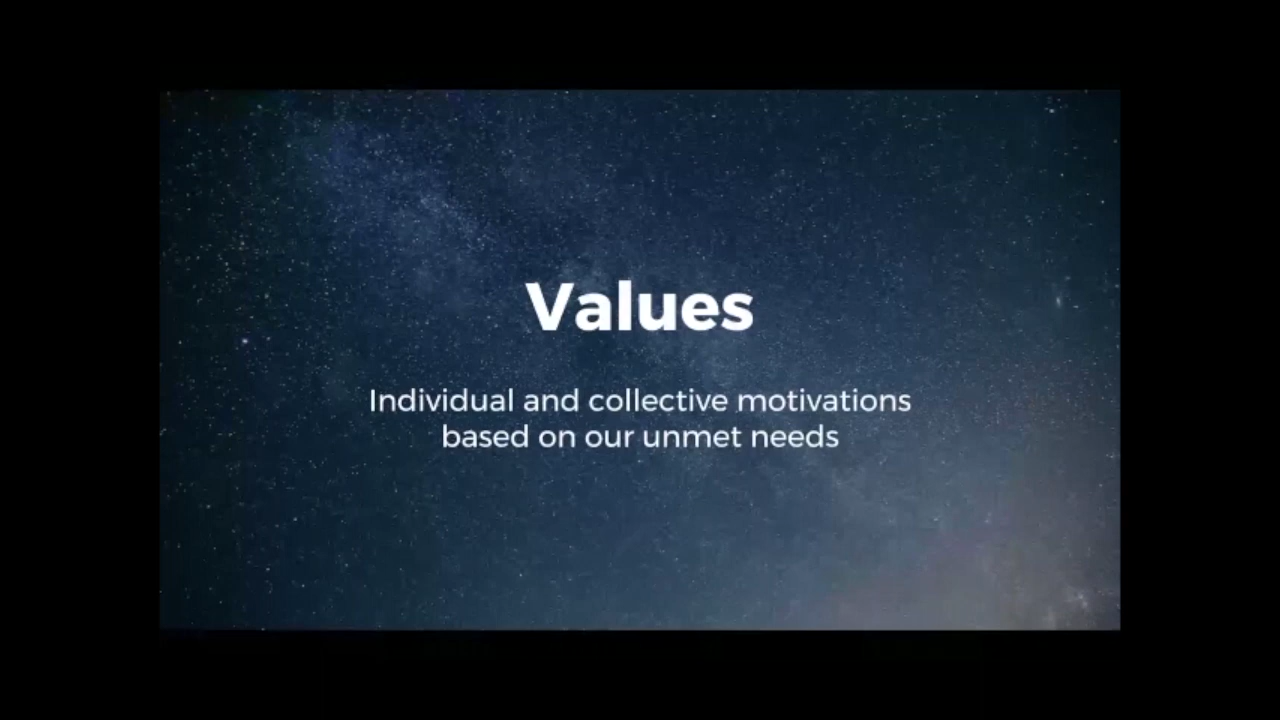 Values
Individual and collective motivations
based on our unmet needs